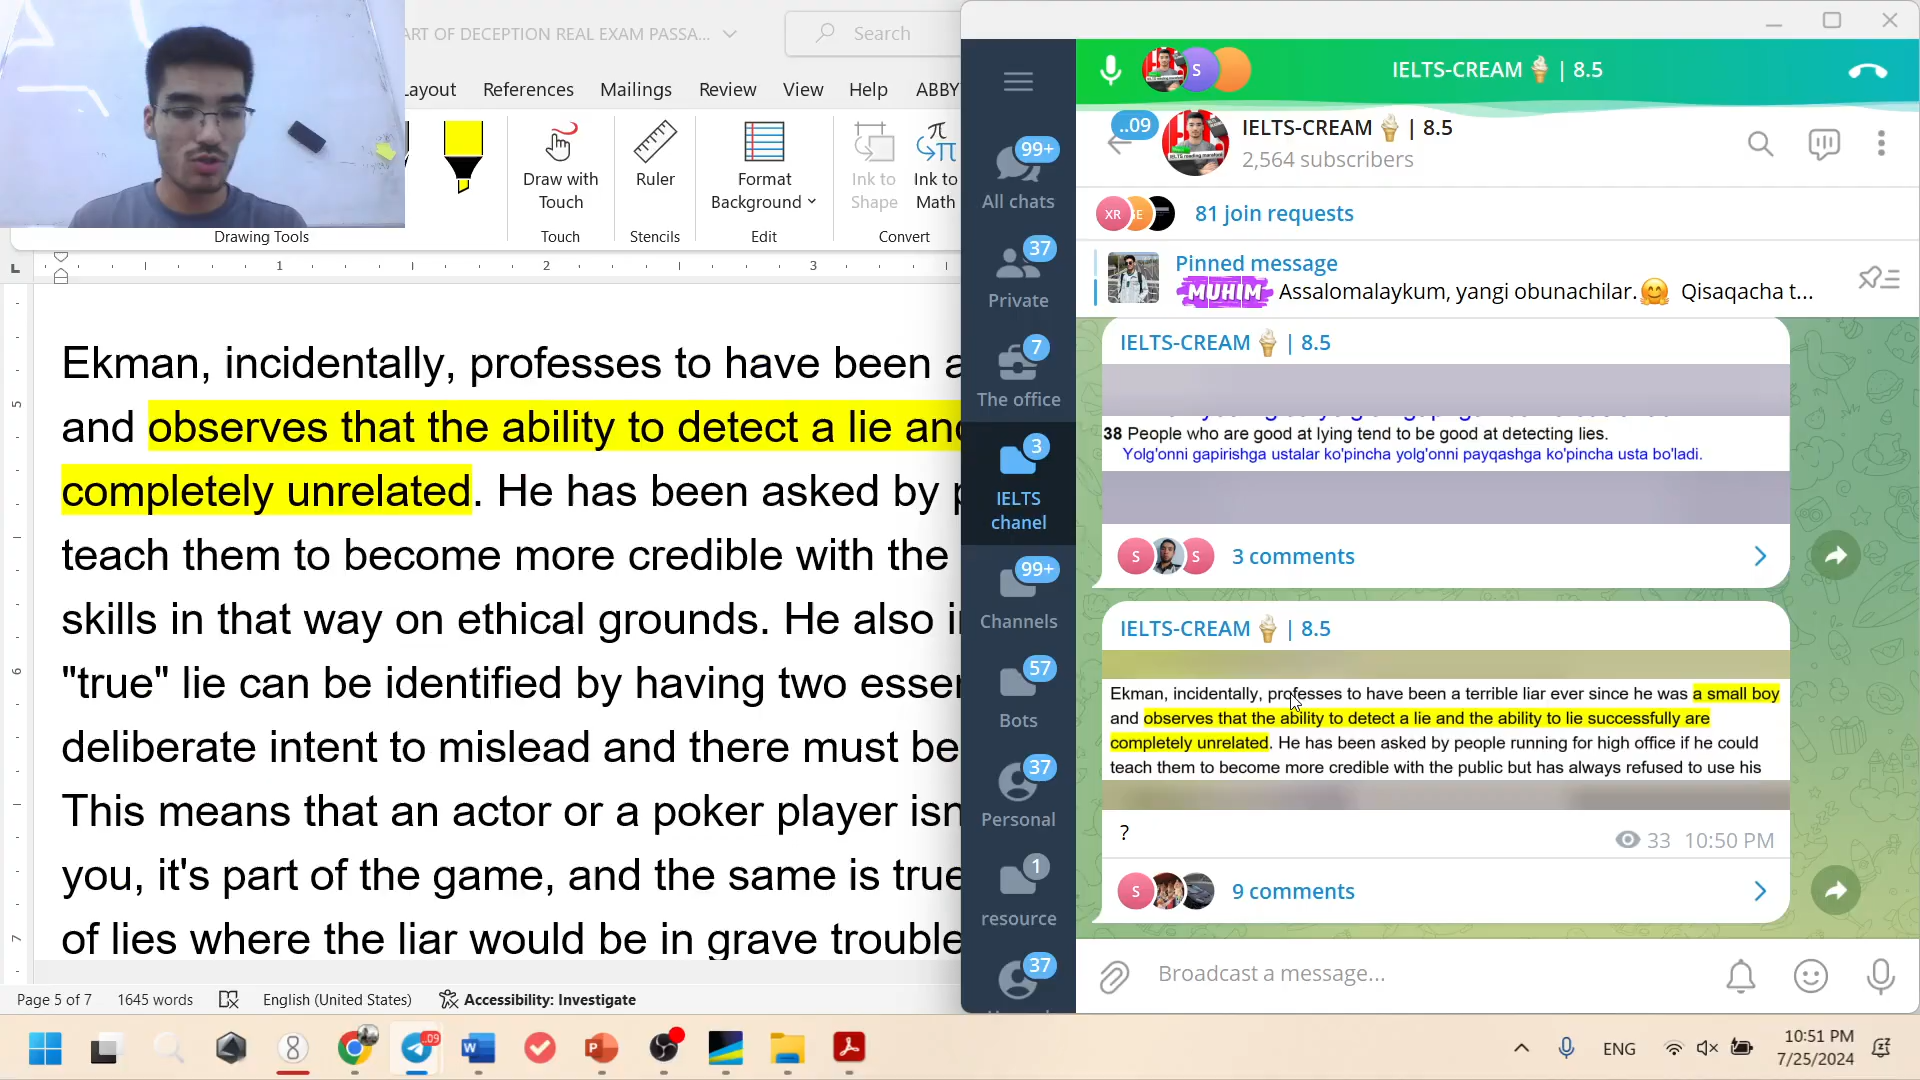 ART OF DECEPTION REAL EXAM PASSA...
Search
Layout References Mailings Review View Help ABBY
Draw with Touch
Ruler
Format Background
Ink to Shape
Ink to Math
Drawing Tools
Touch
Stencils
Edit
Convert
1 2 3
5
6
7
Ekman, incidentally, professes to have been a
and observes that the ability to detect a lie and
completely unrelated. He has been asked by p
teach them to become more credible with the
skills in that way on ethical grounds. He also i
"true" lie can be identified by having two essen
deliberate intent to mislead and there must be
This means that an actor or a poker player isn
you, it's part of the game, and the same is true
of lies where the liar would be in grave trouble
Page 5 of 7 1645 words English (United States) Accessibility: Investigate
99+
All chats
37
Private
7
The office
3
IELTS
chanel
99+
Channels
57
Bots
37
Personal
1
resource
37
S
IELTS-CREAM 🍦 | 8.5
..09
IELTS-CREAM 🍦 | 8.5
2,564 subscribers
XR E
81 join requests
Pinned message
MUHIM Assalomalaykum, yangi obunachilar.🤗 Qisaqacha t...
IELTS-CREAM 🍦 | 8.5
38 People who are good at lying tend to be good at detecting lies.
Yolg'onni gapirishga ustalar ko'pincha yolg'onni payqashga ko'pincha usta bo'ladi.
S S
3 comments
IELTS-CREAM 🍦 | 8.5
Ekman, incidentally, professes to have been a terrible liar ever since he was a small boy
and observes that the ability to detect a lie and the ability to lie successfully are
completely unrelated. He has been asked by people running for high office if he could
teach them to become more credible with the public but has always refused to use his
?
33 10:50 PM
S
9 comments
Broadcast a message...
..09
ENG
10:51 PM
7/25/2024